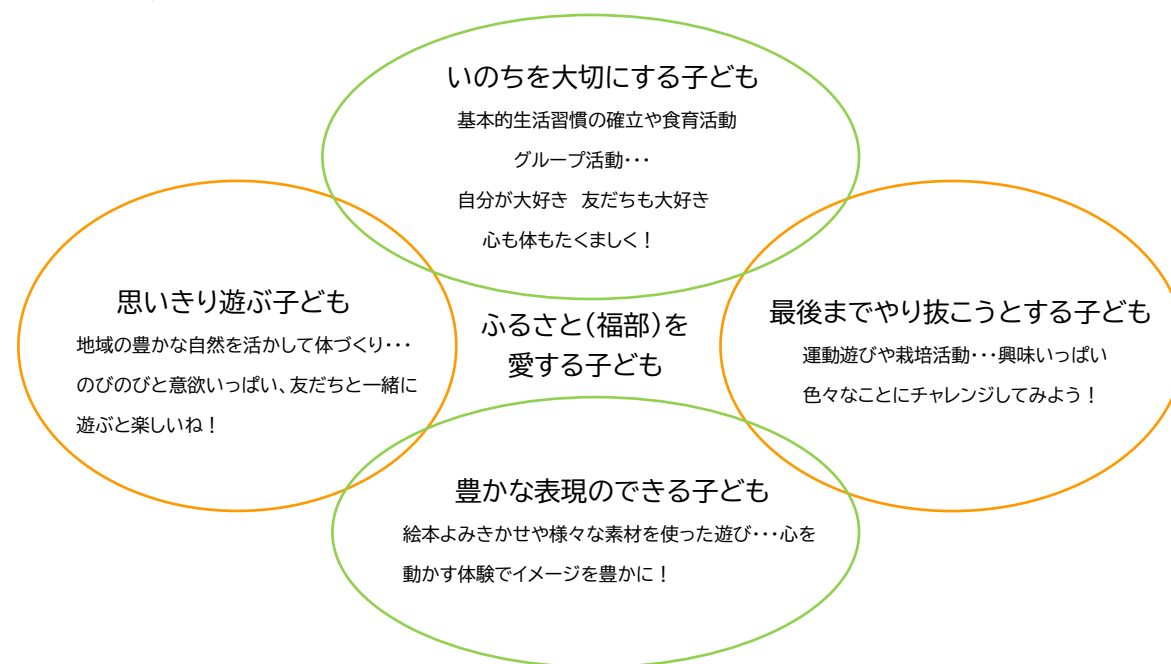 いのちを大切にする子ども
基本的生活習慣の確立や食育活動
グループ活動・・・
自分が大好き 友だちも大好き
心も体もたくましく！
思いきり遊ぶ子ども
地域の豊かな自然を活かして体づくり・・・
のびのびと意欲いっぱい、友だちと一緒に
遊ぶと楽しいね！
ふるさと（福部）を
愛する子ども
最後までやり抜こうとする子ども
運動遊びや栽培活動・・・興味いっぱい
色々なことにチャレンジしてみよう！
豊かな表現のできる子ども
絵本よみきかせや様々な素材を使った遊び・・・心を
動かす体験でイメージを豊かに！